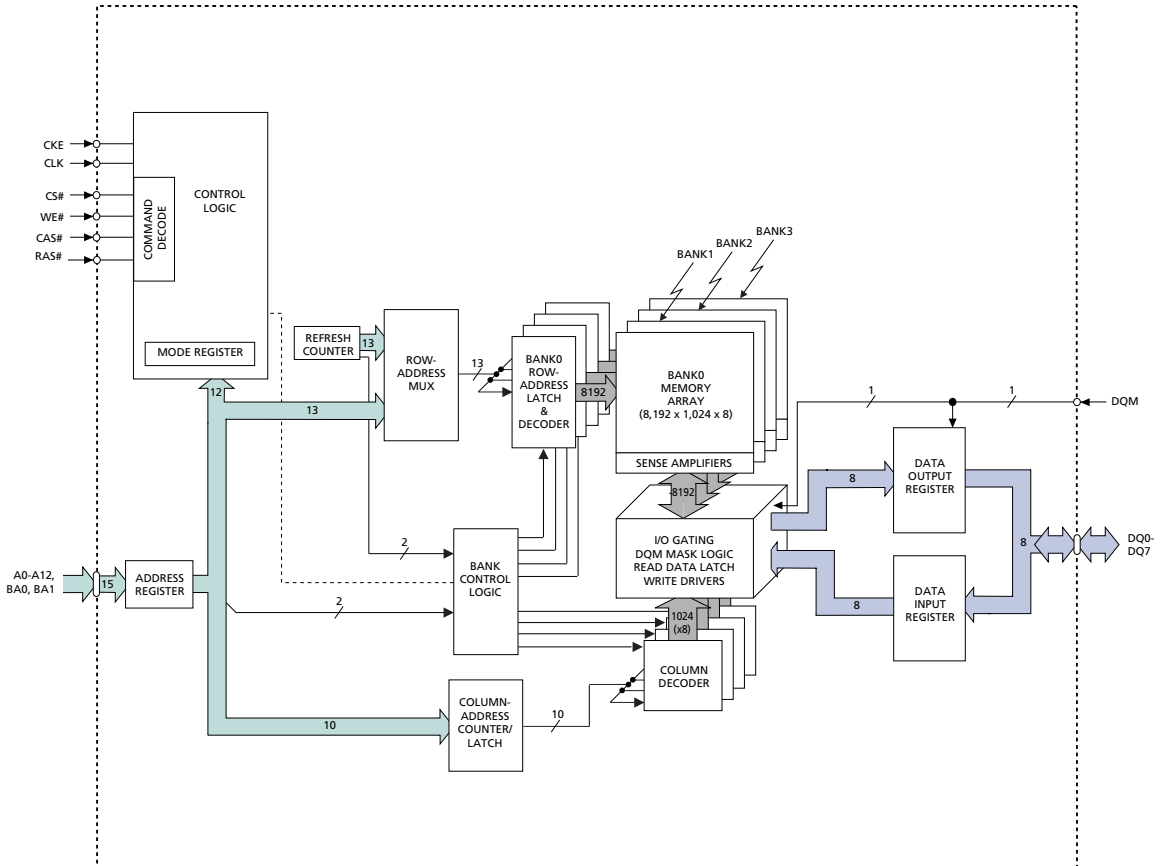 CKE
CLK
CS#
WE#
CAS#
RAS#
COMMAND
DECODE
CONTROL
LOGIC
MODE REGISTER
12
REFRESH
COUNTER
13
13
ROW-
ADDRESS
MUX
13
BANK0
ROW-
ADDRESS
LATCH
&
DECODER
8192
BANK1
BANK2
BANK3
BANK0
MEMORY
ARRAY
(8,192 x 1,024 x 8)
SENSE AMPLIFIERS
8192
I/O GATING
DQM MASK LOGIC
READ DATA LATCH
WRITE DRIVERS
1024
(x8)
COLUMN
DECODER
1
1
DQM
DATA
OUTPUT
REGISTER
8
8
8
DATA
INPUT
REGISTER
DQ0-
DQ7
A0-A12,
BA0, BA1
15
ADDRESS
REGISTER
2
2
BANK
CONTROL
LOGIC
10
COLUMN-
ADDRESS
COUNTER/
LATCH
10